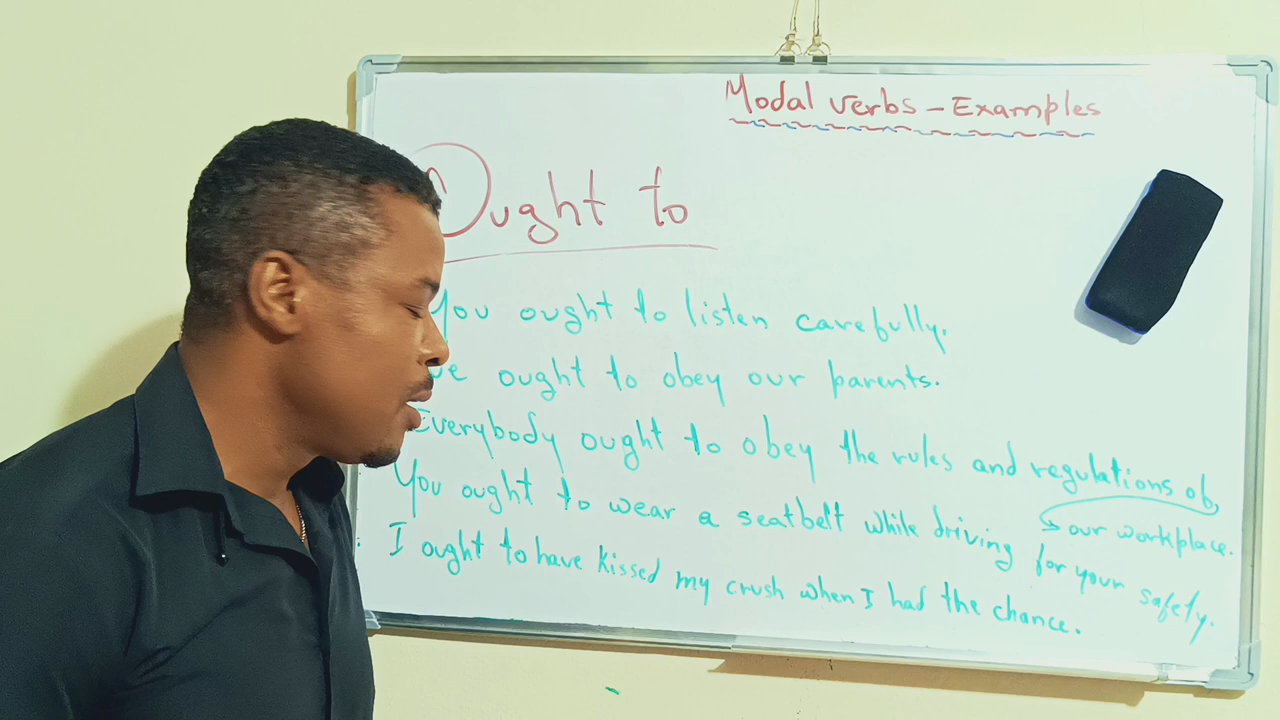 Modal verbs - Examples
Ought to
You ought to listen carefully.
we ought to obey our parents.
Everybody ought to obey the rules and regulations of
our workplace.
You ought to wear a seatbelt while driving for your safety.
I ought to have kissed my crush when I had the chance.